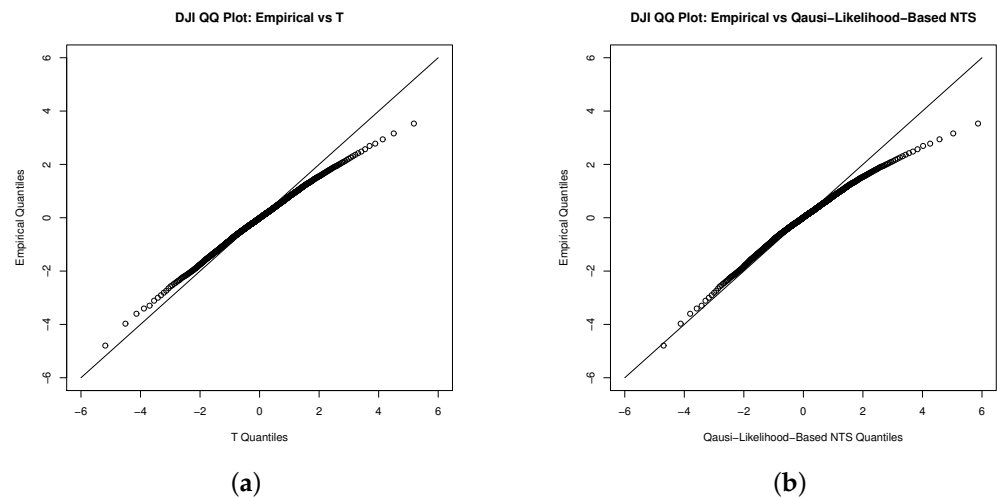 DJI QQ Plot: Empirical vs T
6
4
2
0
−2
−4
−6
Empirical Quantiles
−6 −4 −2 0 2 4 6
T Quantiles
(a)
DJI QQ Plot: Empirical vs Qausi−Likelihood−Based NTS
6
4
2
0
−2
−4
−6
Empirical Quantiles
−6 −4 −2 0 2 4 6
Qausi−Likelihood−Based NTS Quantiles
(b)